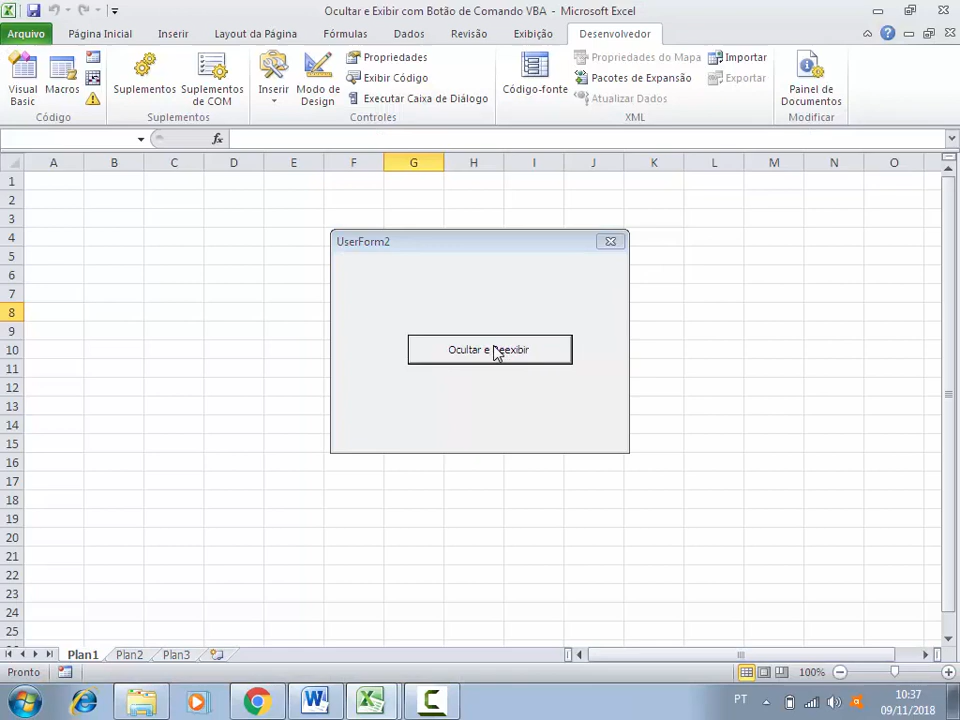 Ocultar e Exibir com Botão de Comando VBA - Microsoft Excel
Arquivo Página Inicial Inserir Layout da Página Fórmulas Dados Revisão Exibição Desenvolvedor
Visual Basic
Macros
Código
Suplementos
Suplementos de COM
Suplementos
Inserir
Modo de Design
Propriedades
Exibir Código
Executar Caixa de Diálogo
Controles
Código-fonte
Propriedades do Mapa
Pacotes de Expansão
Atualizar Dados
Importar
Exportar
XML
Painel de Documentos
Modificar
fx
A B C D E F G H I J K L M N O
1
2
3
4
5
6
7
8
9
10
11
12
13
14
15
16
17
18
19
20
21
22
23
24
25
UserForm2
Ocultar e
Plan1 Plan2 Plan3
Pronto
100%
PT
10:37
09/11/2018